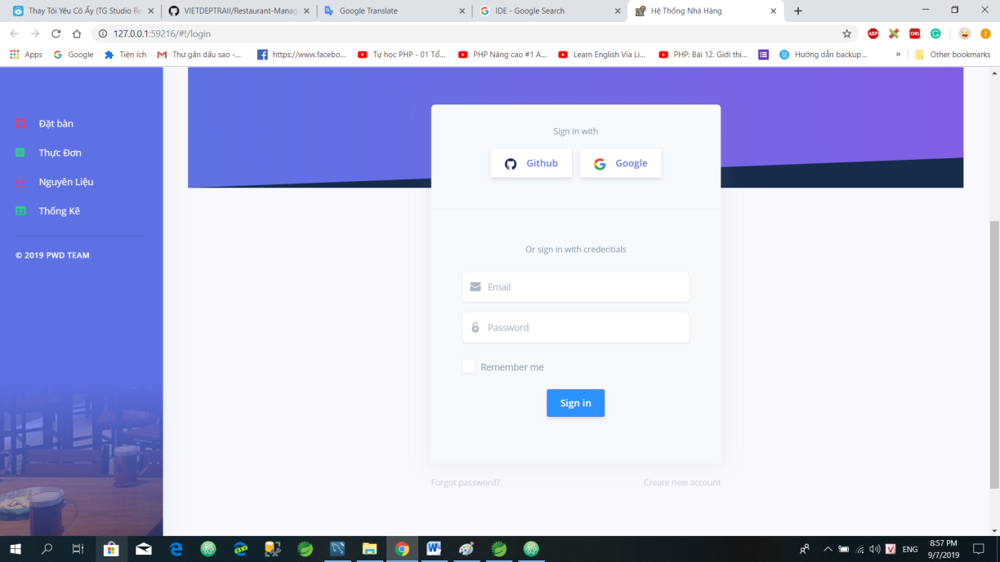 Thay Tôi Yêu Cô Ấy (TG Studio Re
VIETDEPTRAII/Restaurant-Manag
Google Translate
IDE - Google Search
Hệ Thống Nhà Hàng
127.0.0.1:59216/#!/login
ABP
CORS
Apps
Google
Tiện ích
Thư gần dấu sao -...
https://www.facebo...
Tự học PHP - 01 Tổ...
PHP Nâng cao #1 A...
Learn English Via Li...
PHP: Bài 12. Giới thi...
Hướng dẫn backup...
»
Other bookmarks
Đặt bàn
Thực Đơn
Nguyên Liệu
Thống Kê
© 2019 PWD TEAM
Sign in with
Github
Google
Or sign in with credentials
Email
Password
Remember me
Sign in
Forgot password?
Create new account
V
ENG
8:57 PM
9/7/2019